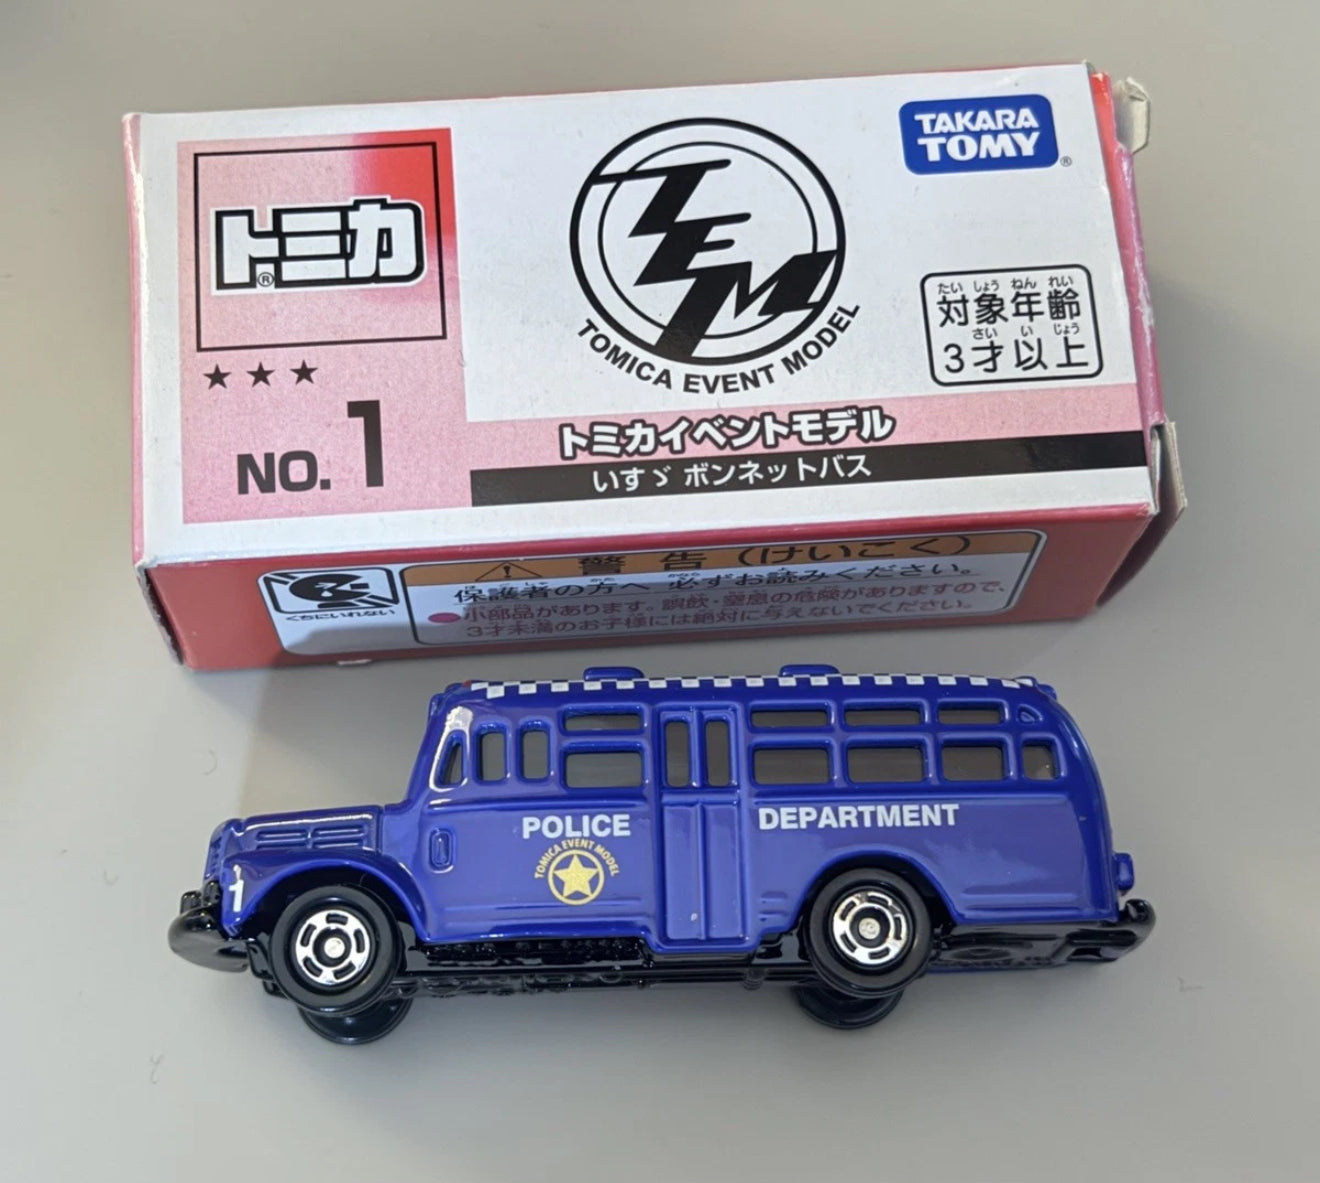 トミカ
®
★★★
NO.1
TEM
TOMICA EVENT MODEL
TAKARA
TOMY
®
たいしょうねんれい
対象年齢
さいいじょう
3才以上
トミカイベントモデル
いすゞ ボンネットバス
くちにいれない
警告(けいこく)
保護者の方へ 必ずお読みください。
小部品があります。誤飲・窒息の危険がありますので、
3才未満のお子様には絶対に与えないでください。
POLICE DEPARTMENT
TOMICA EVENT MODEL
1